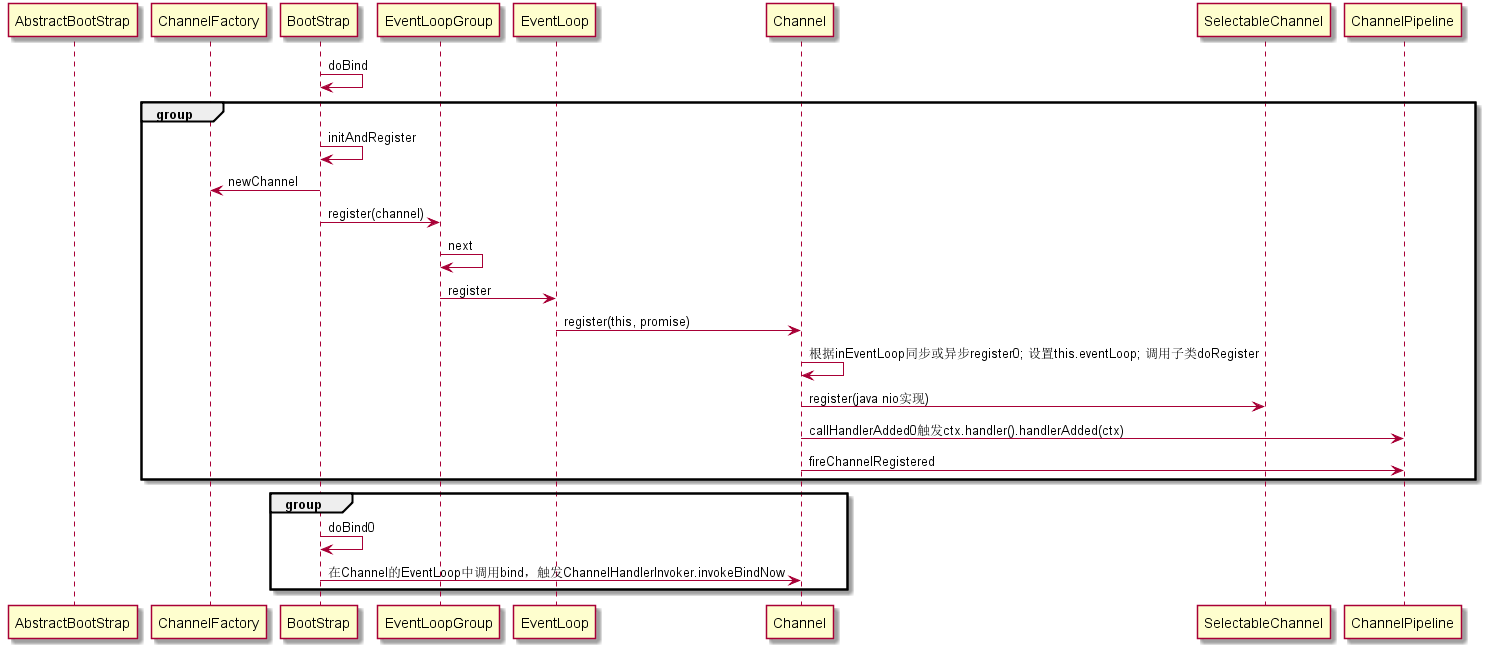 AbstractBootStrap
ChannelFactory
BootStrap
EventLoopGroup
EventLoop
Channel
SelectableChannel
ChannelPipeline
doBind
group
initAndRegister
newChannel
register(channel)
next
register
register(this, promise)
根据inEventLoop同步或异步register0; 设置this.eventLoop; 调用子类doRegister
register(java nio实现)
callHandlerAdded0触发ctx.handler().handlerAdded(ctx)
fireChannelRegistered
group
doBind0
在Channel的EventLoop中调用bind，触发ChannelHandlerInvoker.invokeBindNow
AbstractBootStrap
ChannelFactory
BootStrap
EventLoopGroup
EventLoop
Channel
SelectableChannel
ChannelPipeline